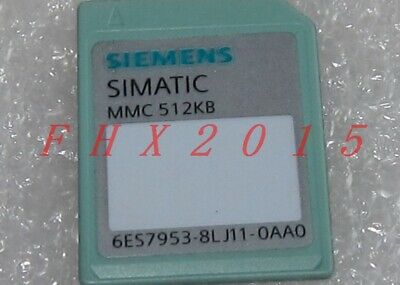 SIEMENS
SIMATIC
MMC 512KB
FHX2015
6ES7953-8LJ11-0AA0